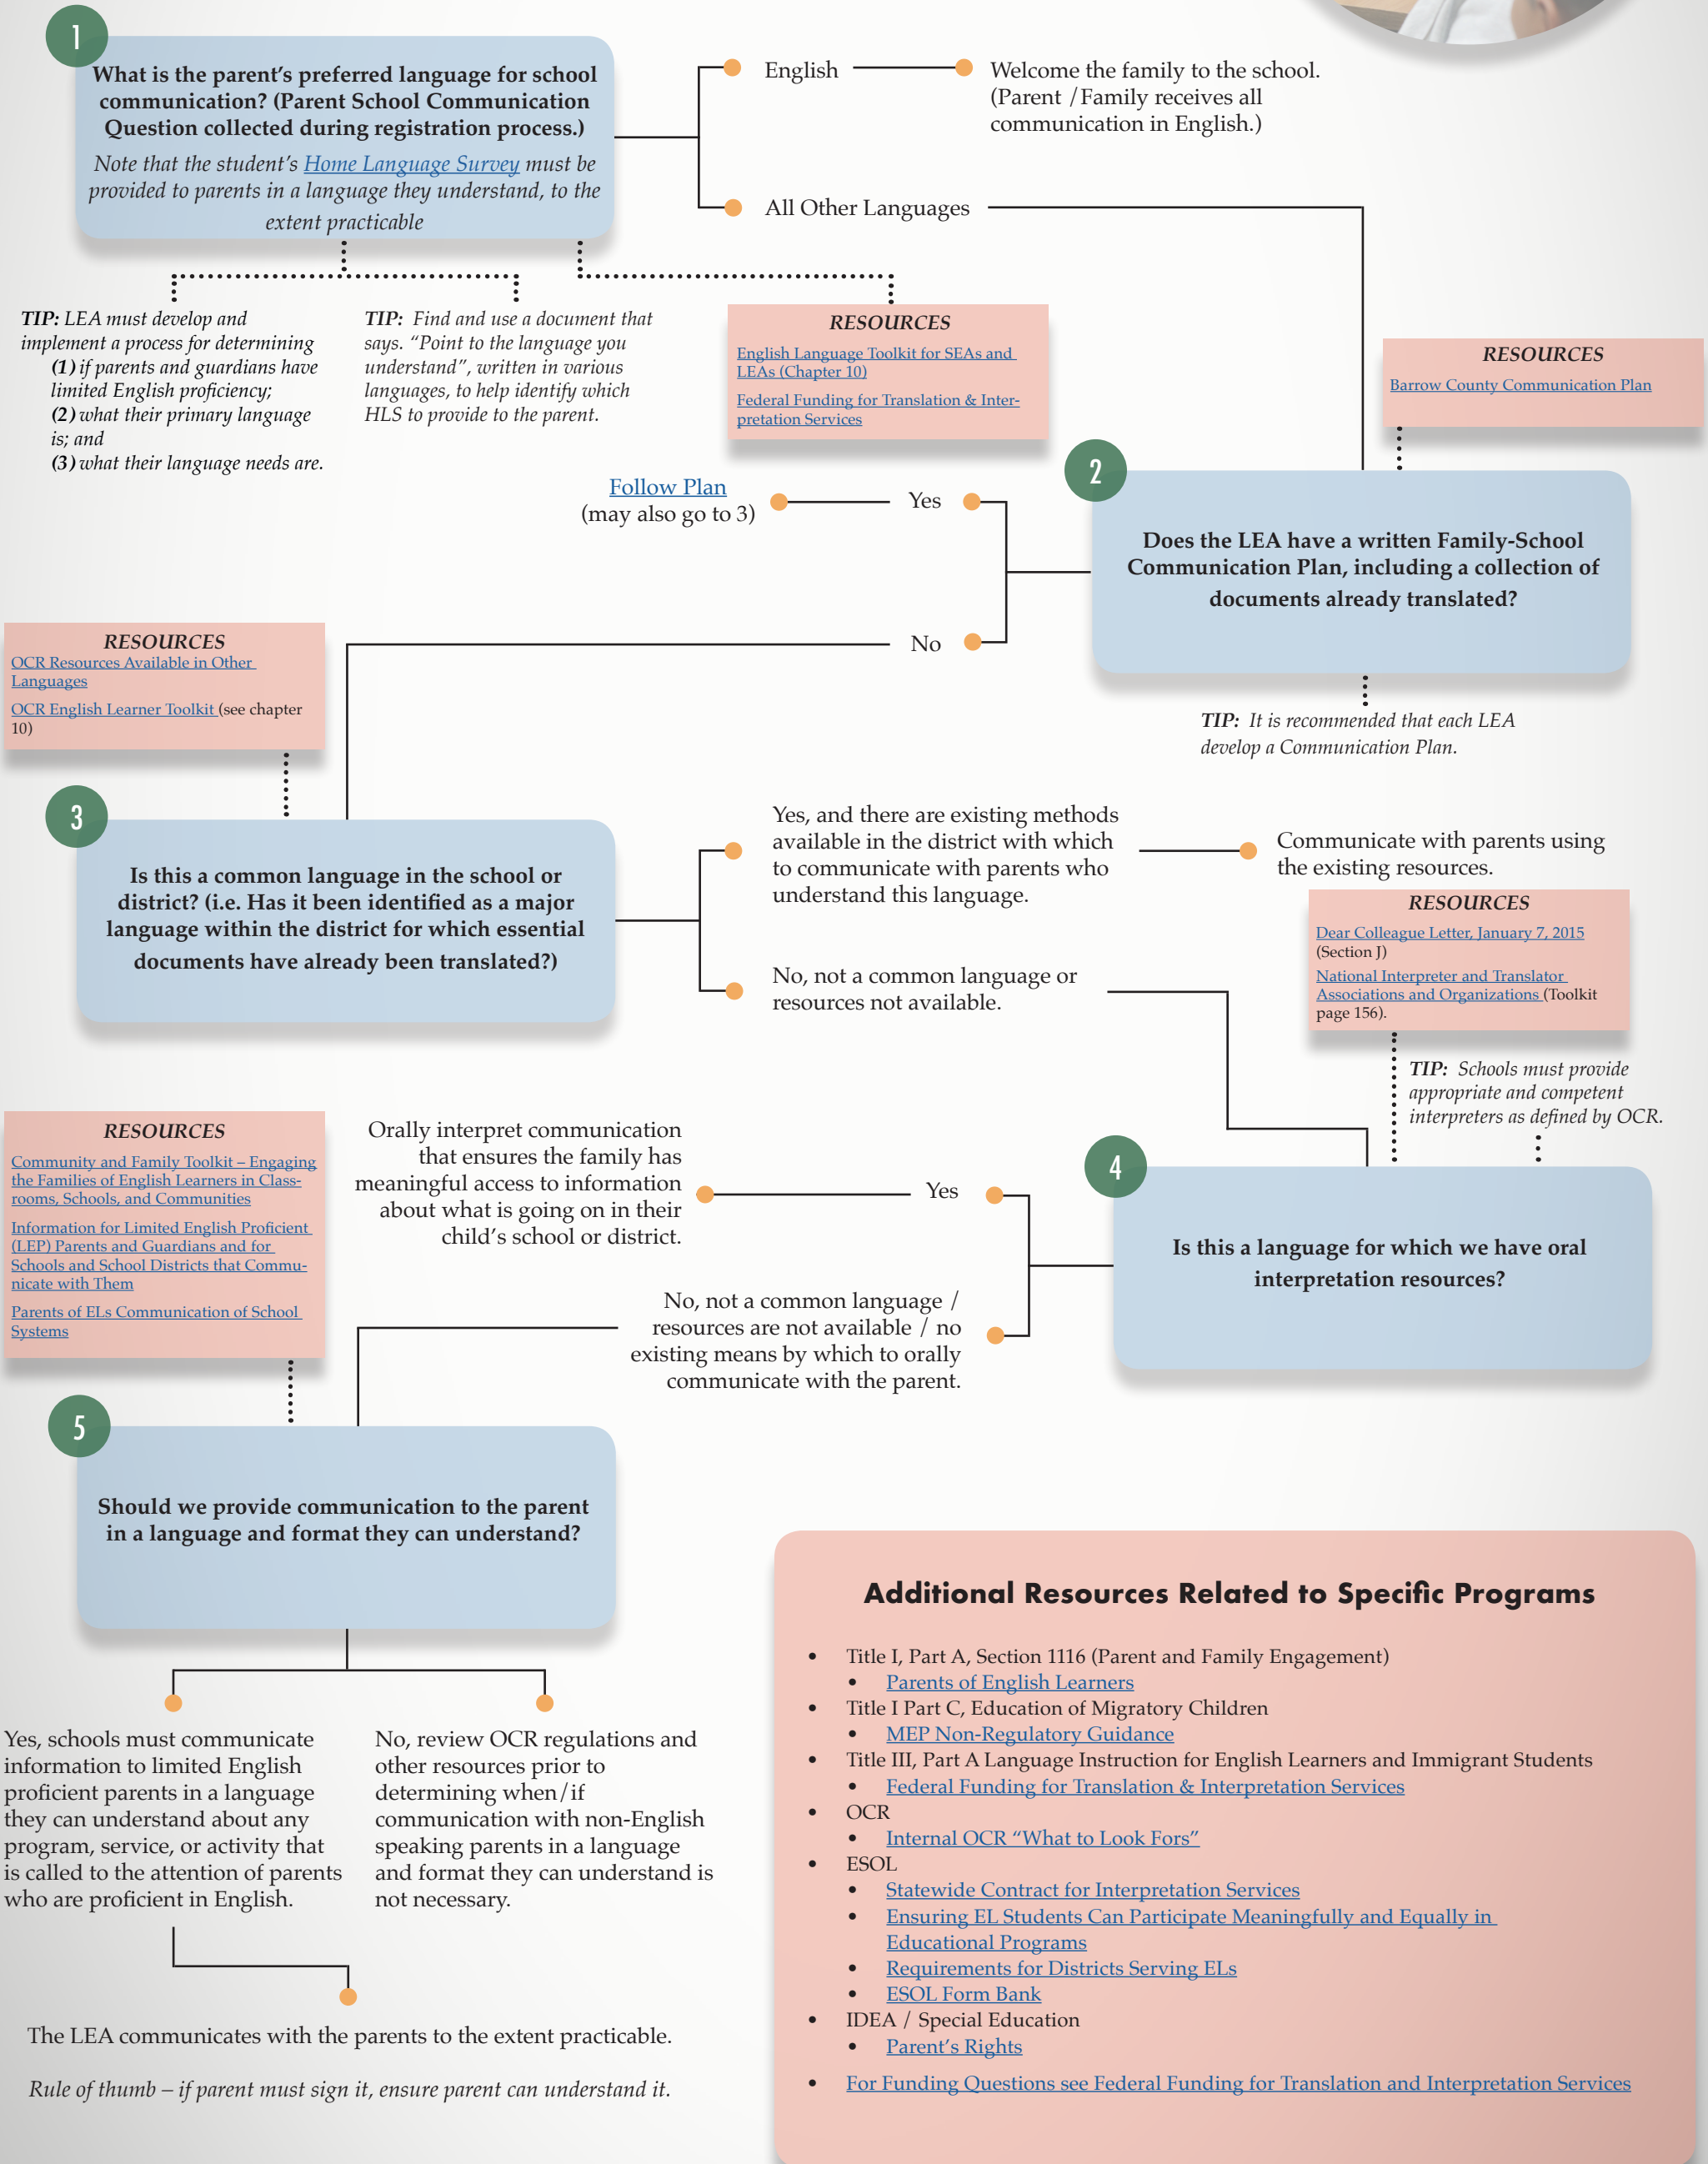 1
What is the parent's preferred language for school
communication? (Parent School Communication
Question collected during registration process.)
Note that the student's Home Language Survey must be
provided to parents in a language they understand, to the
extent practicable
English
Welcome the family to the school.
(Parent /Family receives all
communication in English.)
All Other Languages
TIP: LEA must develop and
implement a process for determining
(1) if parents and guardians have
limited English proficiency;
(2) what their primary language
is; and
(3) what their language needs are.
TIP: Find and use a document that
says. “Point to the language you
understand”, written in various
languages, to help identify which
HLS to provide to the parent.
RESOURCES
English Language Toolkit for SEAs and
LEAs (Chapter 10)
Federal Funding for Translation & Inter-
pretation Services
RESOURCES
Barrow County Communication Plan
2
Does the LEA have a written Family-School
Communication Plan, including a collection of
documents already translated?
Yes
Follow Plan
(may also go to 3)
No
TIP: It is recommended that each LEA
develop a Communication Plan.
RESOURCES
OCR Resources Available in Other
Languages
OCR English Learner Toolkit (see chapter
10)
3
Is this a common language in the school or
district? (i.e. Has it been identified as a major
language within the district for which essential
documents have already been translated?)
Yes, and there are existing methods
available in the district with which
to communicate with parents who
understand this language.
Communicate with parents using
the existing resources.
No, not a common language or
resources not available.
RESOURCES
Dear Colleague Letter, January 7, 2015
(Section J)
National Interpreter and Translator
Associations and Organizations (Toolkit
page 156).
TIP: Schools must provide
appropriate and competent
interpreters as defined by OCR.
4
Is this a language for which we have oral
interpretation resources?
Yes
Orally interpret communication
that ensures the family has
meaningful access to information
about what is going on in their
child's school or district.
No, not a common language /
resources are not available / no
existing means by which to orally
communicate with the parent.
RESOURCES
Community and Family Toolkit – Engaging
the Families of English Learners in Class-
rooms, Schools, and Communities
Information for Limited English Proficient
(LEP) Parents and Guardians and for
Schools and School Districts that Commu-
nicate with Them
Parents of ELs Communication of School
Systems
5
Should we provide communication to the parent
in a language and format they can understand?
Yes, schools must communicate
information to limited English
proficient parents in a language
they can understand about any
program, service, or activity that
is called to the attention of parents
who are proficient in English.
No, review OCR regulations and
other resources prior to
determining when/if
communication with non-English
speaking parents in a language
and format they can understand is
not necessary.
The LEA communicates with the parents to the extent practicable.
Rule of thumb – if parent must sign it, ensure parent can understand it.
Additional Resources Related to Specific Programs
• Title I, Part A, Section 1116 (Parent and Family Engagement)
• Parents of English Learners
• Title I Part C, Education of Migratory Children
• MEP Non-Regulatory Guidance
• Title III, Part A Language Instruction for English Learners and Immigrant Students
• Federal Funding for Translation & Interpretation Services
• OCR
• Internal OCR “What to Look Fors”
• ESOL
• Statewide Contract for Interpretation Services
• Ensuring EL Students Can Participate Meaningfully and Equally in
Educational Programs
• Requirements for Districts Serving ELs
• ESOL Form Bank
• IDEA / Special Education
• Parent's Rights
• For Funding Questions see Federal Funding for Translation and Interpretation Services